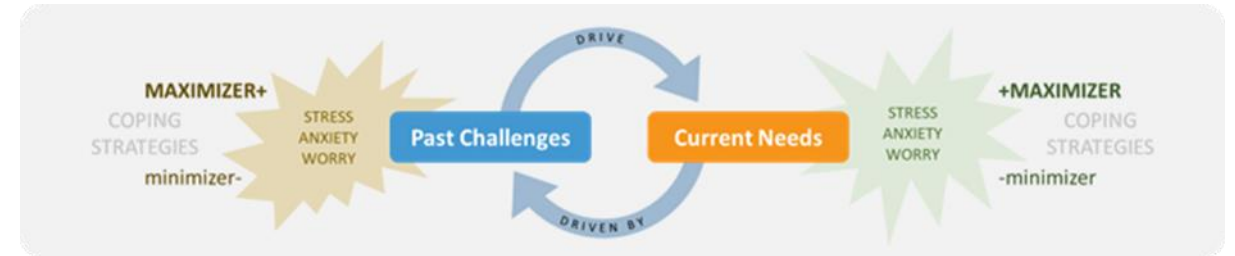 DRIVE
MAXIMIZER+
COPING
STRATEGIES
minimizer-
STRESS
ANXIETY
WORRY
Past Challenges
Current Needs
STRESS
ANXIETY
WORRY
+MAXIMIZER
COPING
STRATEGIES
-minimizer
DRIVEN BY